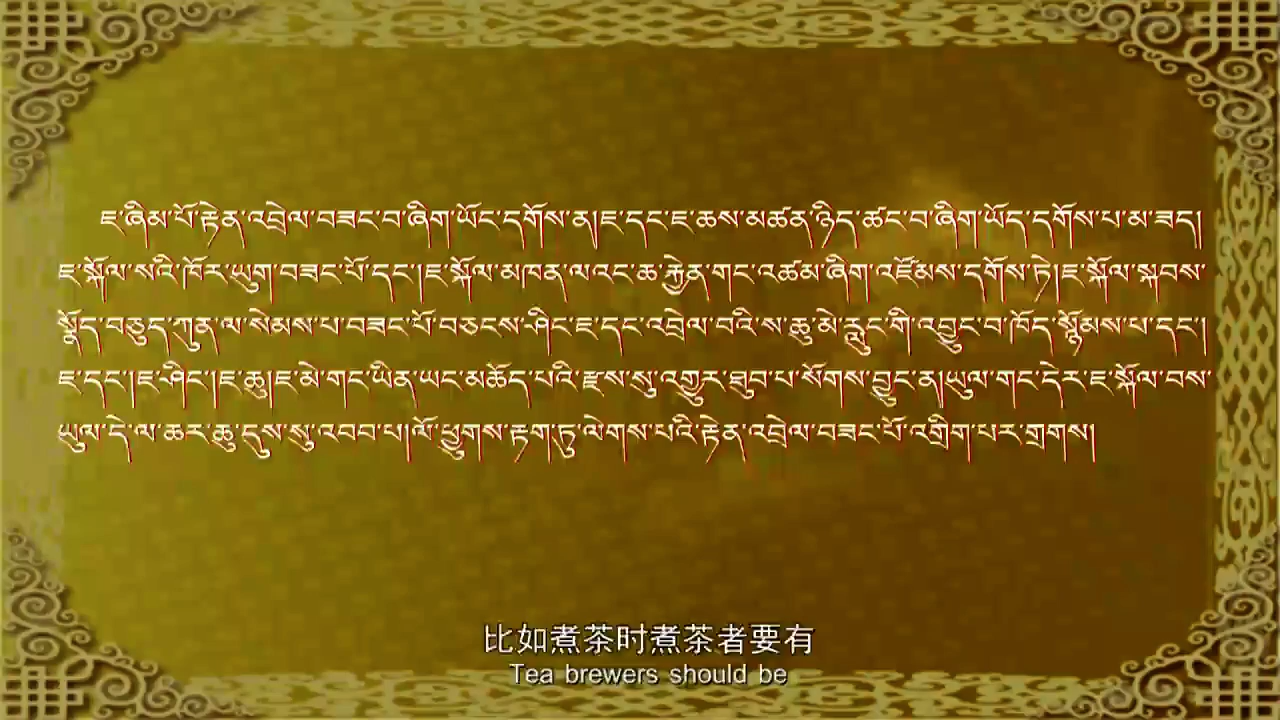 ཇ་ཞིམ་པོ་རྟེན་འབྲེལ་བཟང་བ་ཞིག་ཡོང་དགོས་ན།ཇ་དང་ཇ་ཆས་མཚན་ཉིད་ཚང་བ་ཞིག་ཡོད་དགོས་པ་མ་ཟད།
ཇ་སྐོལ་སའི་ཁོར་ཡུག་བཟང་པོ་དང་།ཇ་སྐོལ་མཁན་ལའང་ཆ་རྐྱེན་གང་འཚམ་ཞིག་འཛོམས་དགོས་ཏེ།ཇ་སྐོལ་སྐབས་
སྣོད་བཅུད་ཀུན་ལ་སེམས་པ་བཟང་པོ་བཅངས་ཤིང་ཇ་དང་འབྲེལ་བའི་ས་ཆུ་མེ་རླུང་གི་འབྱུང་བ་ཁོད་སྙོམས་པ་དང་།
ཇ་དང་།ཇ་ཤིང་།ཇ་ཆུ།ཇ་མེ་གང་ཡིན་ཡང་མཆོད་པའི་རྫས་སུ་འགྱུར་ཐུབ་པ་སོགས་བྱུང་ན།ཡུལ་གང་དེར་ཇ་སྐོལ་བས་
ཡུལ་དེ་ལ་ཆར་ཆུ་དུས་སུ་འབབ་པ།ལོ་ཕྱུགས་རྟག་ཏུ་ལེགས་པའི་རྟེན་འབྲེལ་བཟང་པོ་འགྲིག་པར་གྲགས།
比如煮茶时煮茶者要有
Tea brewers should be